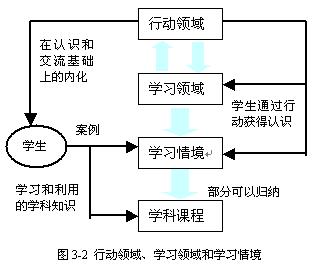 行动领域
在认识和
交流基础
上的内化
学习领域
学生通过行
动获得认识
案例
学生
学习情境
学习和利用
的学科知识
部分可以归纳
学科课程
图 3-2 行动领域、学习领域和学习情境